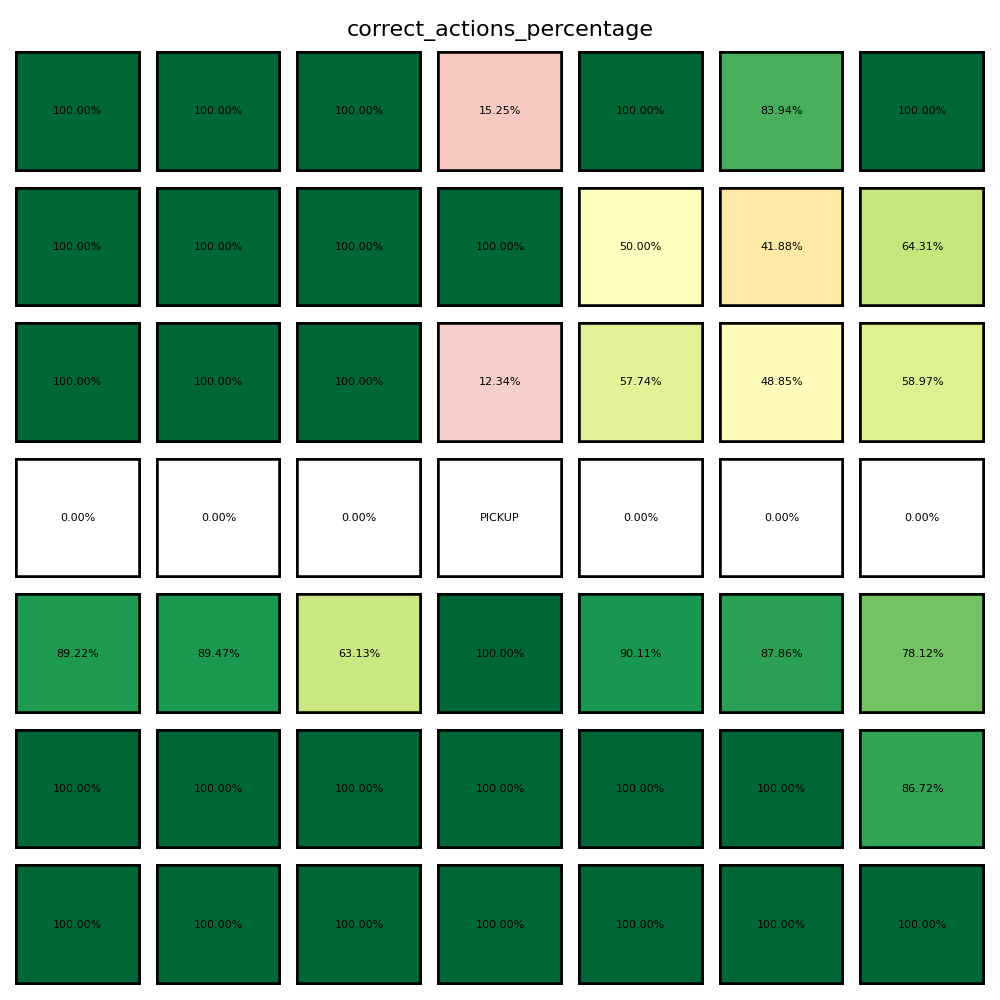 correct_actions_percentage
100.00% 100.00% 100.00% 15.25% 100.00% 83.94% 100.00%
100.00% 100.00% 100.00% 100.00% 50.00% 41.88% 64.31%
100.00% 100.00% 100.00% 12.34% 57.74% 48.85% 58.97%
0.00% 0.00% 0.00% PICKUP 0.00% 0.00% 0.00%
89.22% 89.47% 63.13% 100.00% 90.11% 87.86% 78.12%
100.00% 100.00% 100.00% 100.00% 100.00% 100.00% 86.72%
100.00% 100.00% 100.00% 100.00% 100.00% 100.00% 100.00%